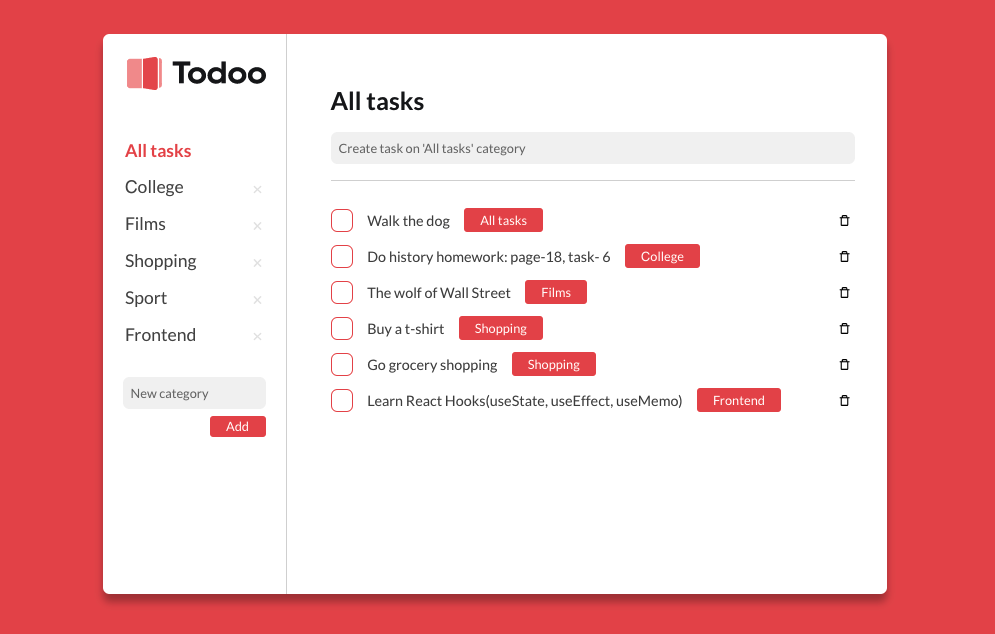 Todoo
All tasks
College
Films
Shopping
Sport
Frontend
New category
Add
All tasks
Create task on 'All tasks' category
Walk the dog All tasks
Do history homework: page-18, task- 6 College
The wolf of Wall Street Films
Buy a t-shirt Shopping
Go grocery shopping Shopping
Learn React Hooks(useState, useEffect, useMemo) Frontend